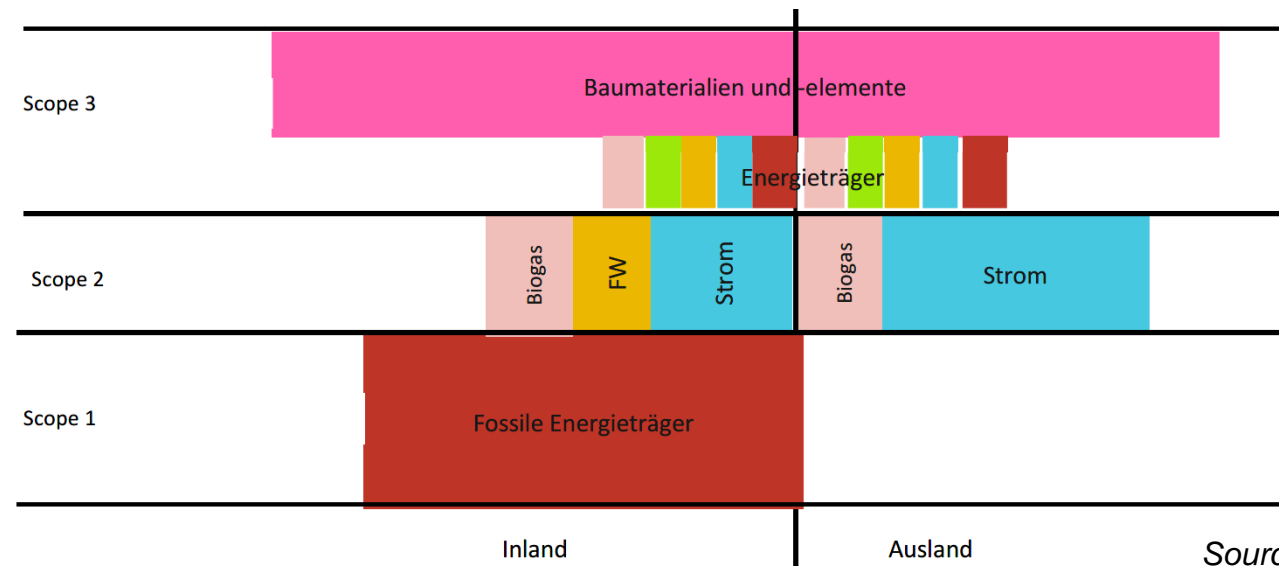 Scope 3
Baumaterialien und -elemente
Energieträger
Scope 2
Biogas
FW
Strom
Biogas
Strom
Scope 1
Fossile Energieträger
Inland
Ausland